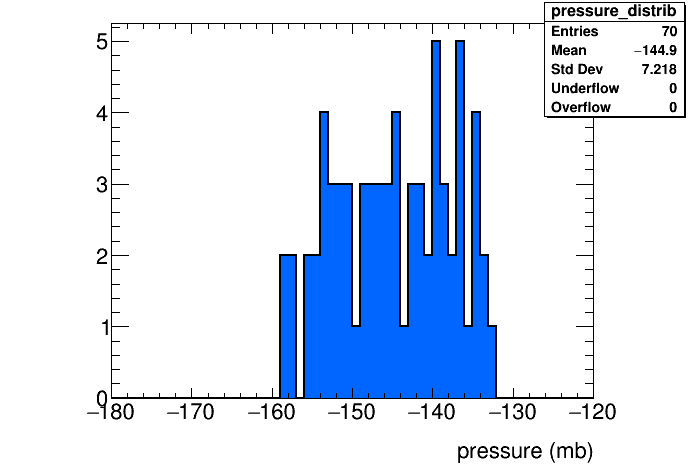 pressure_distrib
Entries 70
Mean −144.9
Std Dev 7.218
Underflow 0
Overflow 0
5
4
3
2
1
0
−180 −170 −160 −150 −140 −130 −120
pressure (mb)